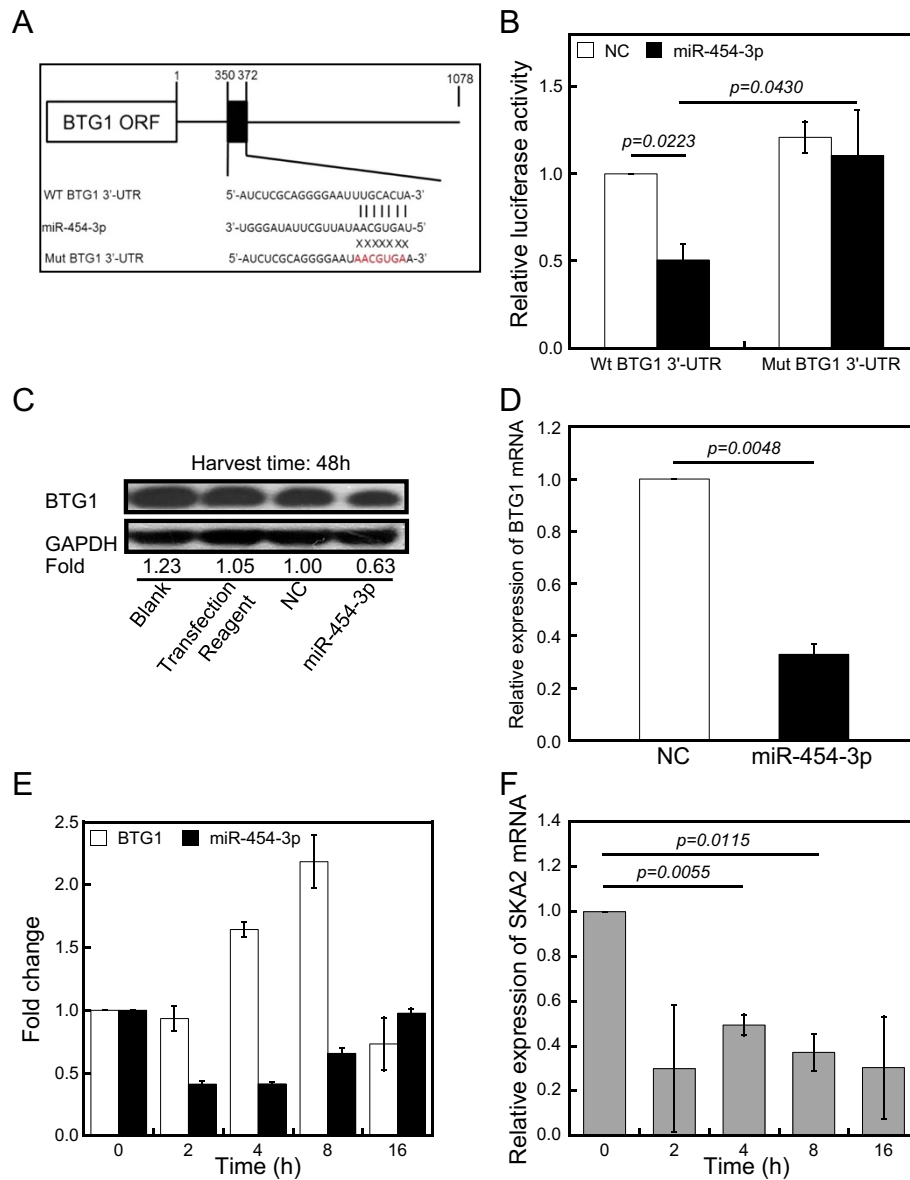 A
1 350 372 1078
BTG1 ORF
WT BTG1 3'-UTR 5'-AUCUCGCAGGGGAAUUUGCACUA-3'
miR-454-3p 3'-UGGGAUAUUCGUUAUAACGUGAU-5'
XXXXXXX
Mut BTG1 3'-UTR 5'-AUCUCGCAGGGGAAUAACGUGAA-3'
B
NC miR-454-3p
Relative luciferase activity
1.5
1.0
0.5
0.0
p=0.0430
p=0.0223
Wt BTG1 3'-UTR Mut BTG1 3'-UTR
C
Harvest time: 48h
BTG1
GAPDH
Fold 1.23 1.05 1.00 0.63
Blank
Transfection
Reagent
NC
miR-454-3p
D
Relative expression of BTG1 mRNA
1.2
1.0
0.8
0.6
0.4
0.2
0.0
p=0.0048
NC miR-454-3p
E
BTG1 miR-454-3p
Fold change
2.5
2.0
1.5
1.0
0.5
0.0
0 2 4 8 16
Time (h)
F
Relative expression of SKA2 mRNA
1.4
1.2
1.0
0.8
0.6
0.4
0.2
0.0
p=0.0115
p=0.0055
0 2 4 8 16
Time (h)